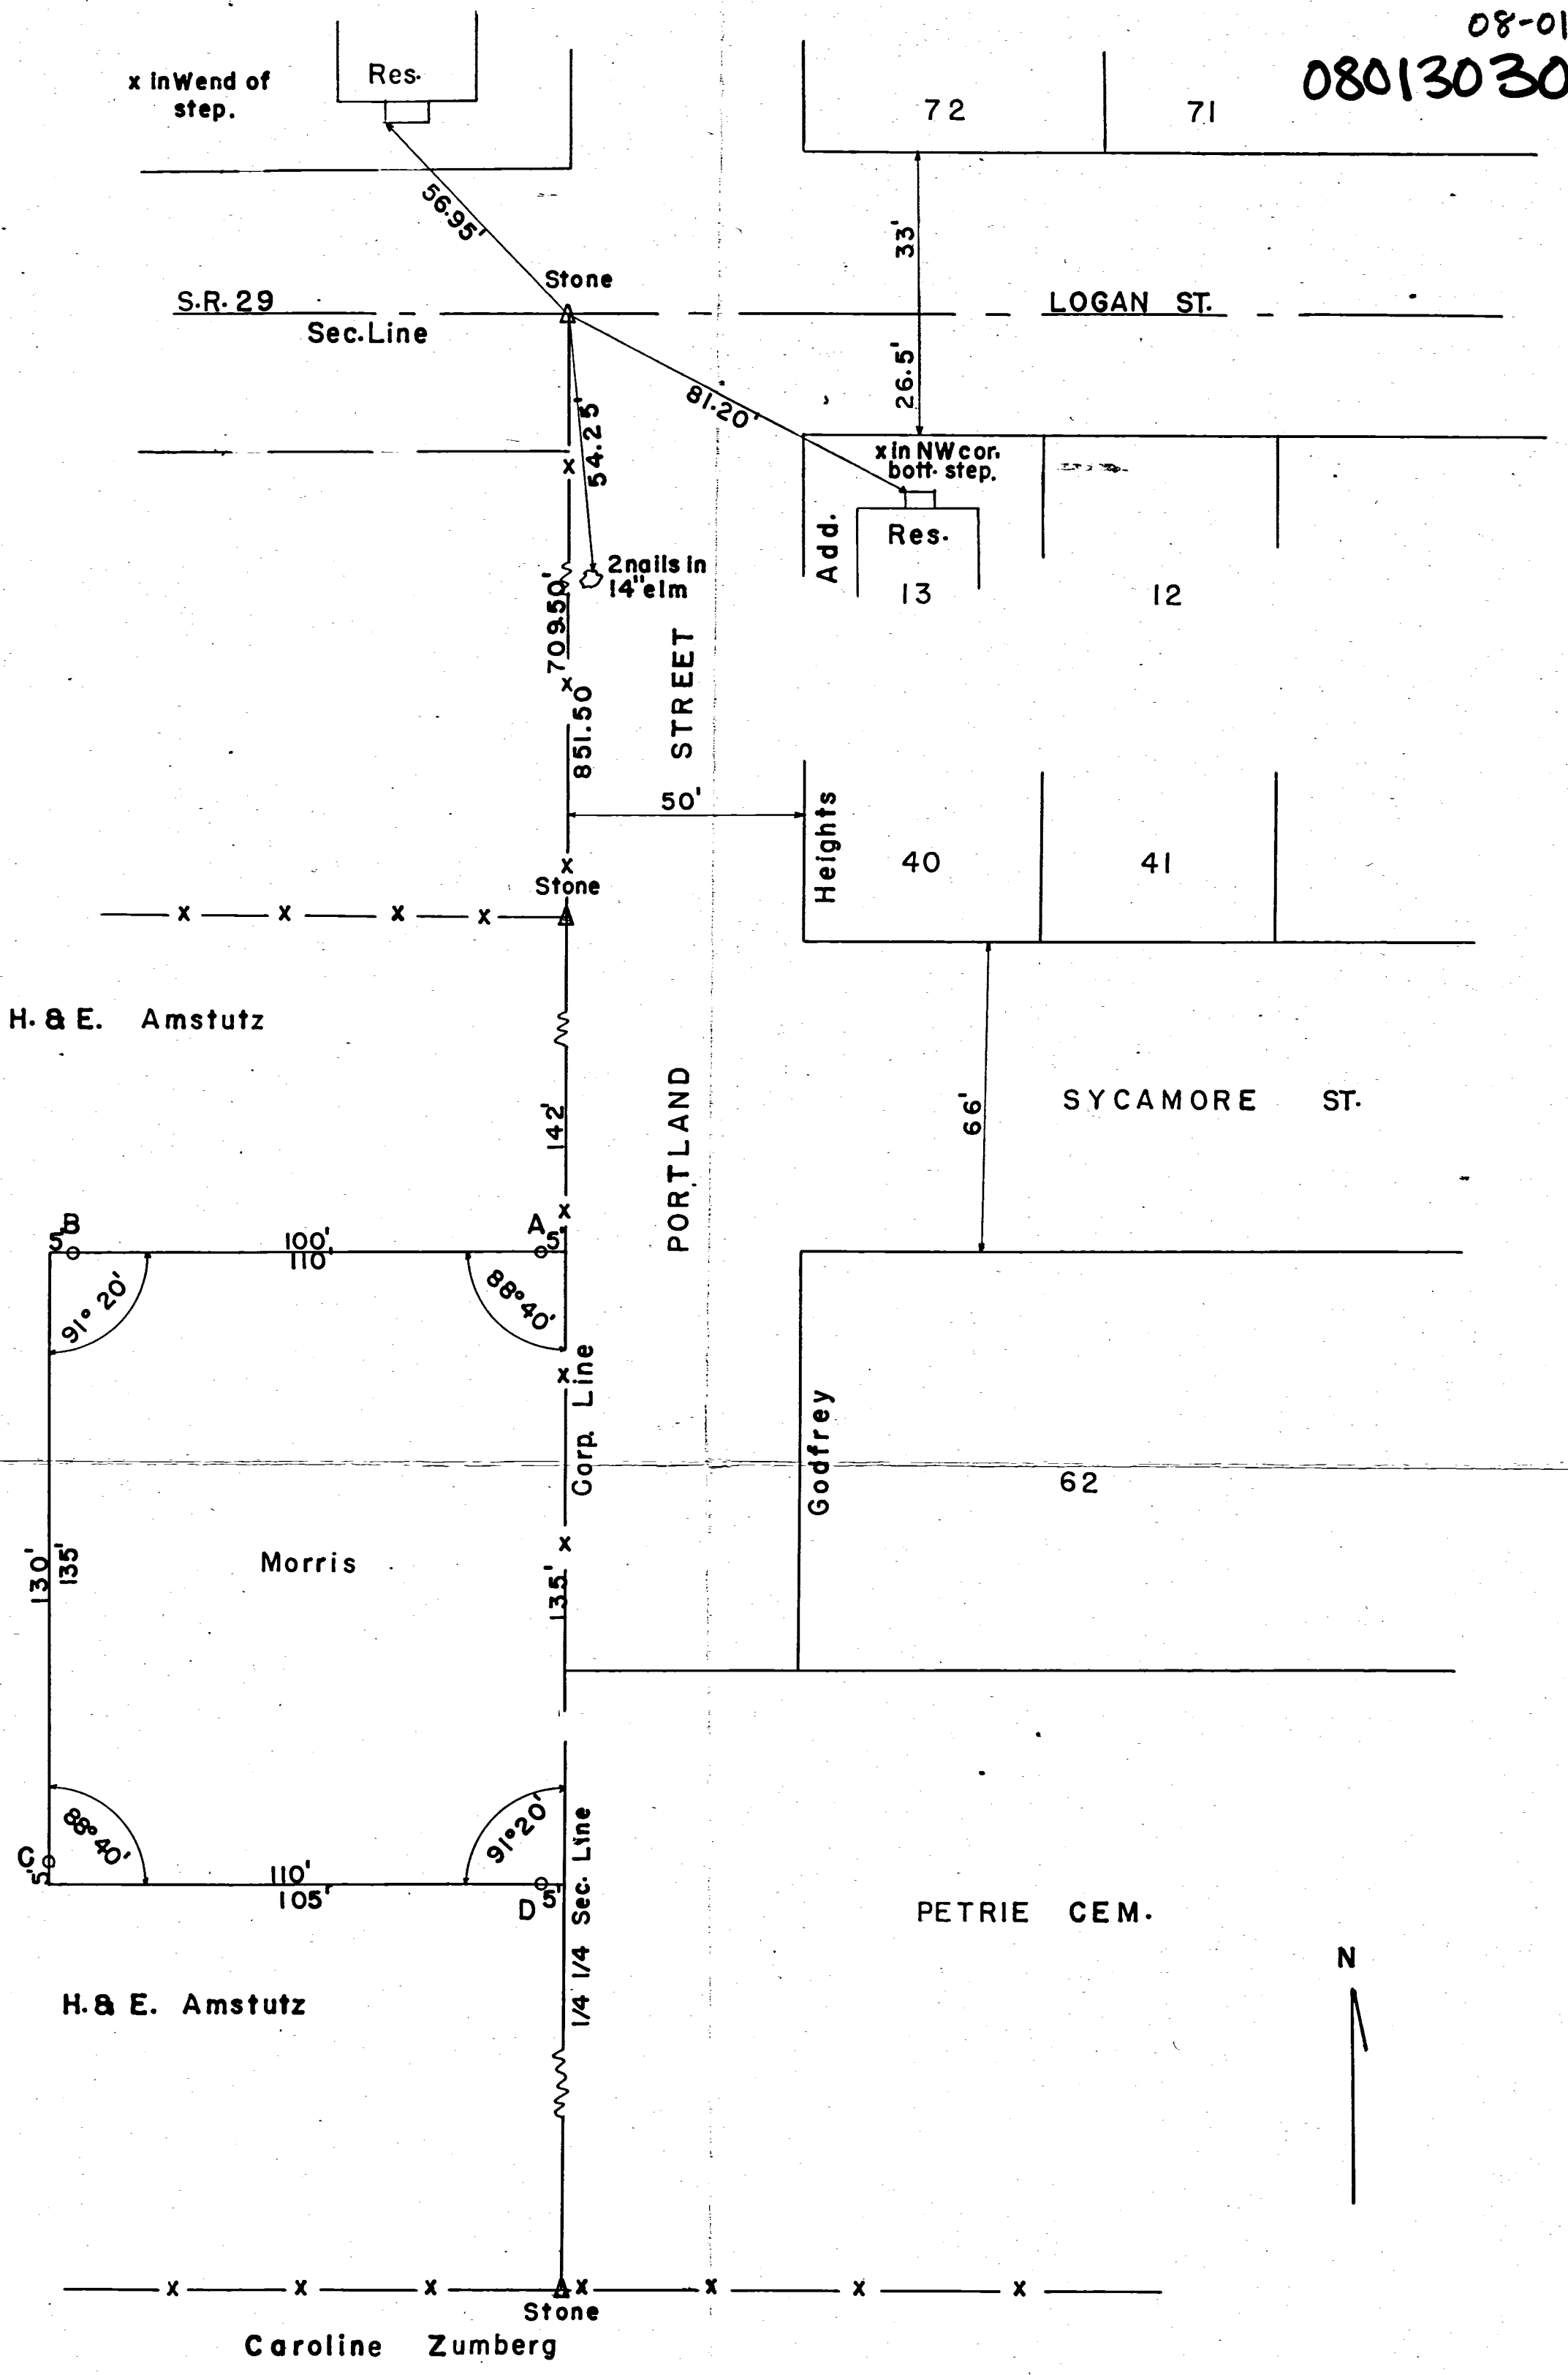 08-01
08013030
x in W end of
step.
Res.
72
71
56.95'
33'
Stone
S.R. 29
LOGAN ST.
Sec. Line
26.5'
81.20'
54.25'
x in NW cor.
bott. step.
Add.
Res.
2 nails in
14" elm
13
12
709.50'
851.50
STREET
50'
Heights
40
41
Stone
H. & E. Amstutz
142'
PORTLAND
66'
SYCAMORE ST.
B
A
5'
5'
100'
110'
91° 20'
88° 40'
Corp. Line
Godfrey
62
130'
135'
Morris
135'
88° 40'
91° 20'
C
5'
110'
105'
D
5'
1/4 1/4 Sec. Line
PETRIE CEM.
N
H. & E. Amstutz
Stone
Caroline Zumberg